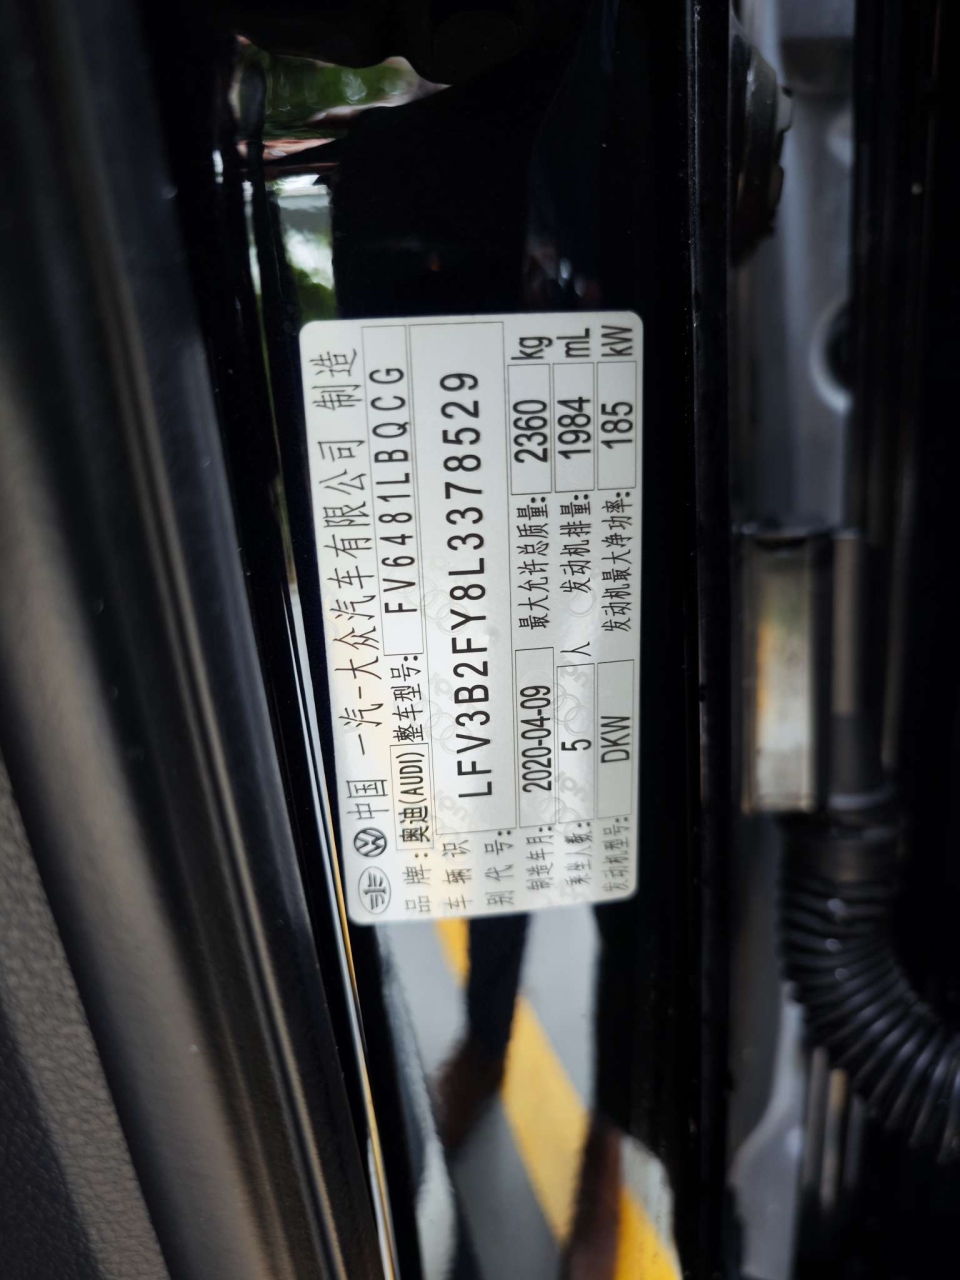 中国 一汽-大众汽车有限公司 制造
品牌: 奥迪(AUDI) 整车型号: FV6481LBQCG
车辆识别代号: LFV3B2FY8L3378529
制造年月: 2020-04-09 最大允许总质量: 2360 kg
乘坐人数: 5 人 发动机排量: 1984 mL
发动机型号: DKW 发动机最大净功率: 185 kW